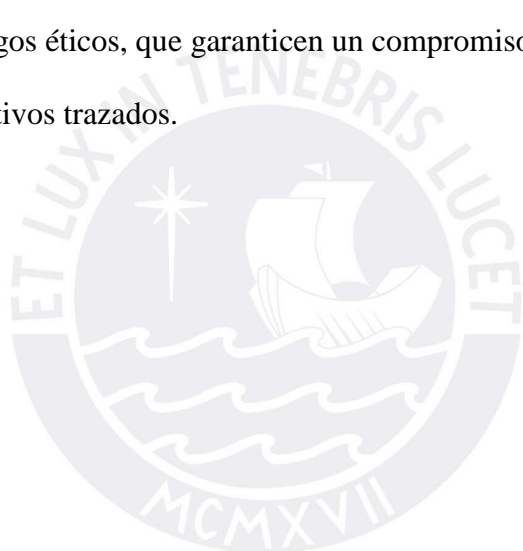 gos éticos, que garanticen un compromiso
tivos trazados.
ET LUX IN TENEBRIS LUCET
MCMXVII